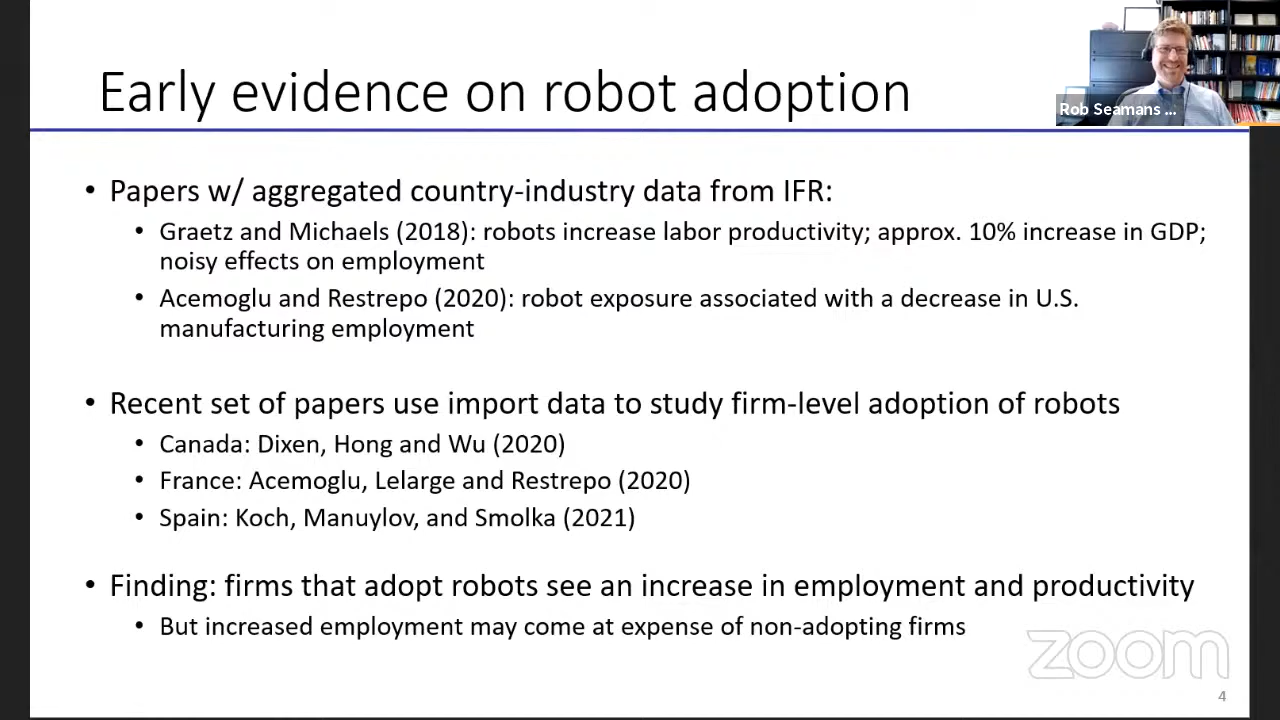 Early evidence on robot adoption
Rob Seamans ...
• Papers w/ aggregated country-industry data from IFR:
• Graetz and Michaels (2018): robots increase labor productivity; approx. 10% increase in GDP;
noisy effects on employment
• Acemoglu and Restrepo (2020): robot exposure associated with a decrease in U.S.
manufacturing employment
• Recent set of papers use import data to study firm-level adoption of robots
• Canada: Dixen, Hong and Wu (2020)
• France: Acemoglu, Lelarge and Restrepo (2020)
• Spain: Koch, Manuylov, and Smolka (2021)
• Finding: firms that adopt robots see an increase in employment and productivity
• But increased employment may come at expense of non-adopting firms
zoom
4